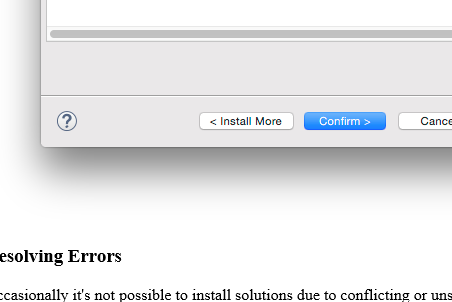 ?
< Install More Confirm > Cance
esolving Errors
ccasionally it's not possible to install solutions due to conflicting or uns